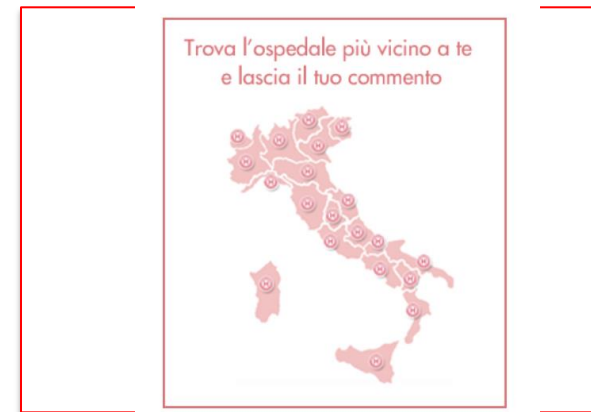 Trova l'ospedale più vicino a te
e lascia il tuo commento